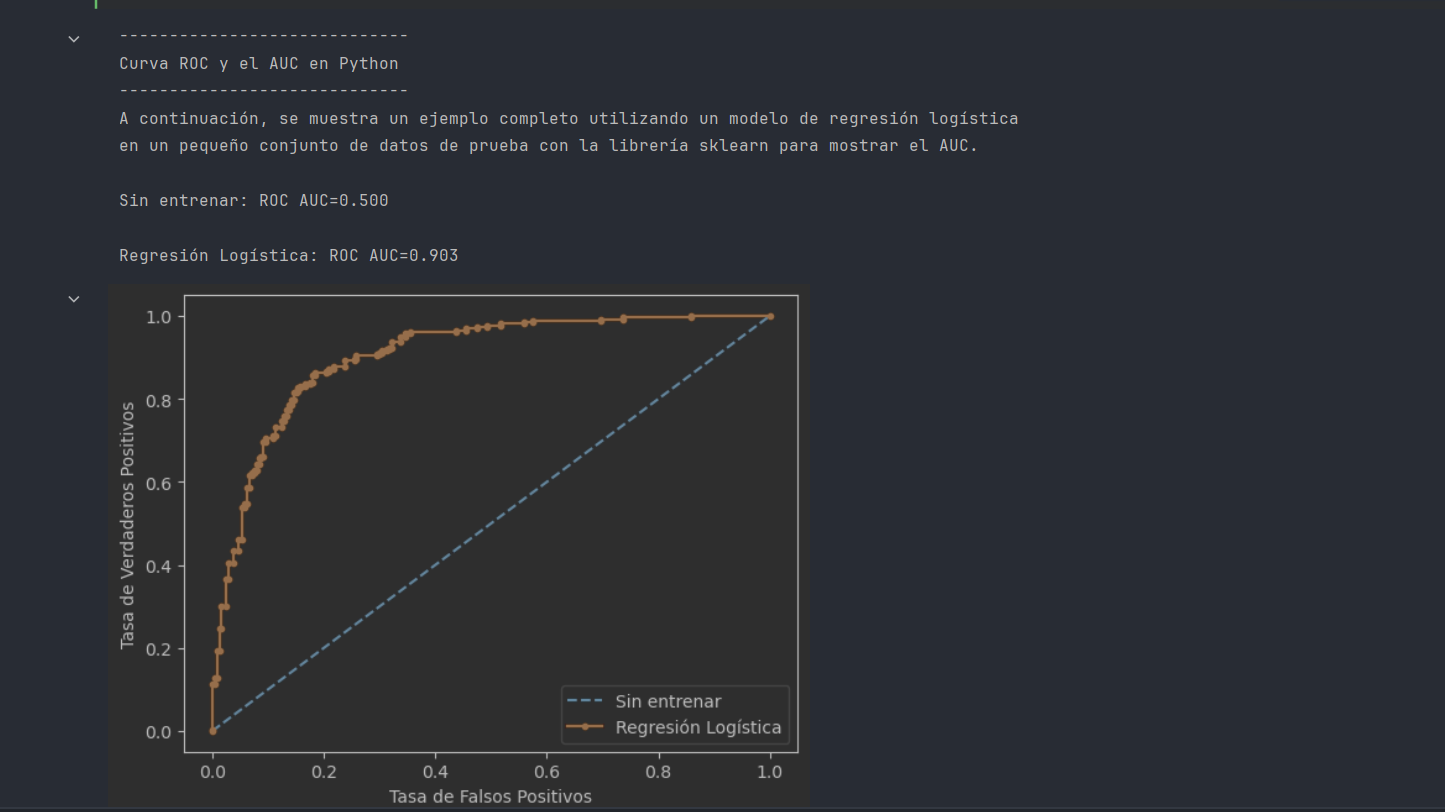 -----------------------------
Curva ROC y el AUC en Python
-----------------------------
A continuación, se muestra un ejemplo completo utilizando un modelo de regresión logística
en un pequeño conjunto de datos de prueba con la librería sklearn para mostrar el AUC.
Sin entrenar: ROC AUC=0.500
Regresión Logística: ROC AUC=0.903
1.0
0.8
0.6
0.4
0.2
0.0
Tasa de Verdaderos Positivos
Sin entrenar
Regresión Logística
0.0 0.2 0.4 0.6 0.8 1.0
Tasa de Falsos Positivos